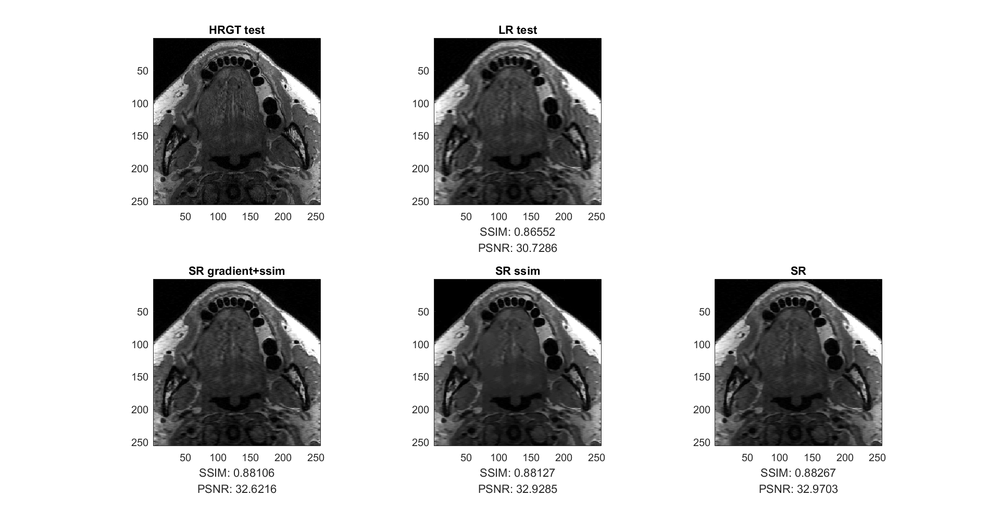 HRGT test
50
100
150
200
250
50 100 150 200 250
LR test
50
100
150
200
250
50 100 150 200 250
SSIM: 0.86552
PSNR: 30.7286
SR gradient+ssim
50
100
150
200
250
50 100 150 200 250
SSIM: 0.88106
PSNR: 32.6216
SR ssim
50
100
150
200
250
50 100 150 200 250
SSIM: 0.88127
PSNR: 32.9285
SR
50
100
150
200
250
50 100 150 200 250
SSIM: 0.88267
PSNR: 32.9703